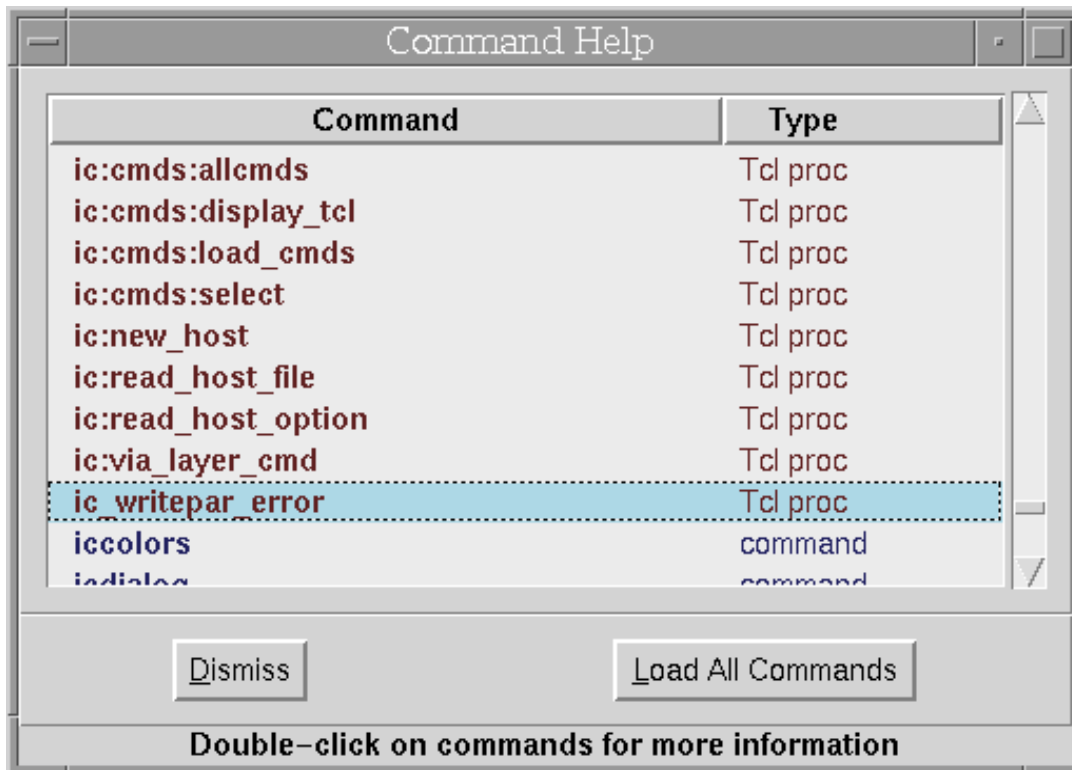 Command Help
Command Type
ic:cmds:allcmds Tcl proc
ic:cmds:display_tcl Tcl proc
ic:cmds:load_cmds Tcl proc
ic:cmds:select Tcl proc
ic:new_host Tcl proc
ic:read_host_file Tcl proc
ic:read_host_option Tcl proc
ic:via_layer_cmd Tcl proc
ic_writepar_error Tcl proc
iccolors command
icdialog command
Dismiss Load All Commands
Double-click on commands for more information